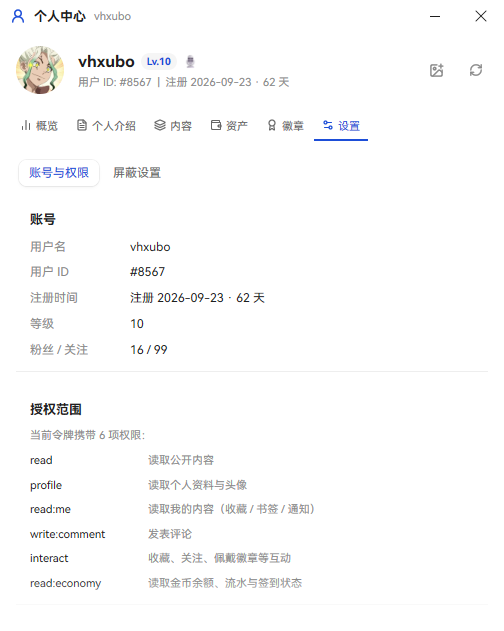 个人中心 vhxubo
vhxubo Lv.10
用户 ID: #8567 | 注册 2026-09-23 · 62 天
概览 个人介绍 内容 资产 徽章 设置
账号与权限 屏蔽设置
账号
用户名 vhxubo
用户 ID #8567
注册时间 注册 2026-09-23 · 62 天
等级 10
粉丝 / 关注 16 / 99
授权范围
当前令牌携带 6 项权限:
read 读取公开内容
profile 读取个人资料与头像
read:me 读取我的内容（收藏 / 书签 / 通知）
write:comment 发表评论
interact 收藏、关注、佩戴徽章等互动
read:economy 读取金币余额、流水与签到状态